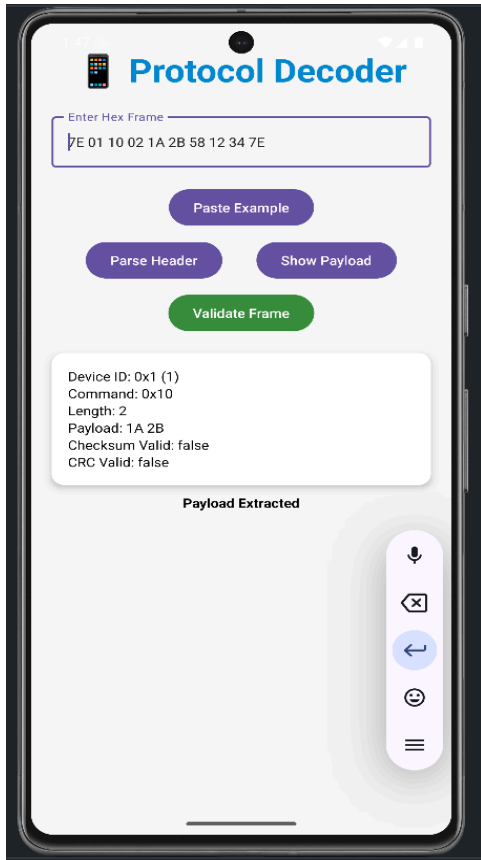 Protocol Decoder
Enter Hex Frame
7E 01 10 02 1A 2B 58 12 34 7E
Paste Example
Parse Header
Show Payload
Validate Frame
Device ID: 0x1 (1)
Command: 0x10
Length: 2
Payload: 1A 2B
Checksum Valid: false
CRC Valid: false
Payload Extracted